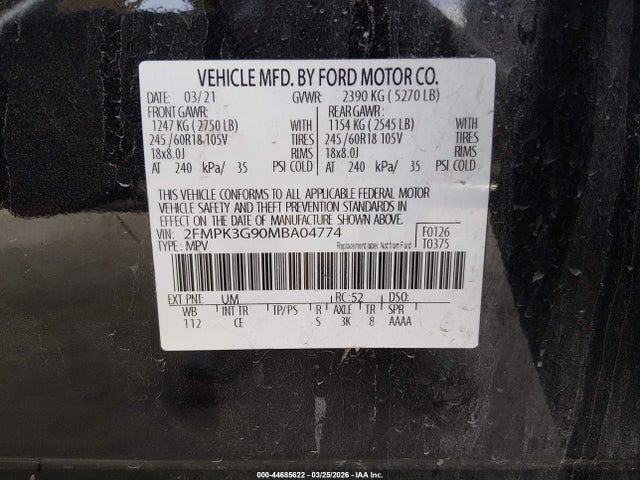 VEHICLE MFD. BY FORD MOTOR CO.
DATE: 03/21 GVWR: 2390 KG ( 5270 LB)
FRONT GAWR: REAR GAWR:
1247 KG ( 2750 LB) WITH 1154 KG ( 2545 LB) WITH
245 /60R18 105V TIRES 245 /60R18 105V TIRES
18x8.0J RIMS 18x8.0J RIMS
AT 240 kPa/ 35 PSI COLD AT 240 kPa/ 35 PSI COLD
THIS VEHICLE CONFORMS TO ALL APPLICABLE FEDERAL MOTOR
VEHICLE SAFETY AND THEFT PREVENTION STANDARDS IN
EFFECT ON THE DATE OF MANUFACTURE SHOWN ABOVE.
VIN: 2FMPK3G90MBA04774 F0126
TYPE: MPV Replacement label: Not from Ford T0375
EXT PNT: UM RC: 52 DSO:
WB INT TR TP/PS R AXLE TR SPR
112 CE S 3K 8 AAAA
000-44685622 - 03/25/2026 - IAA Inc.